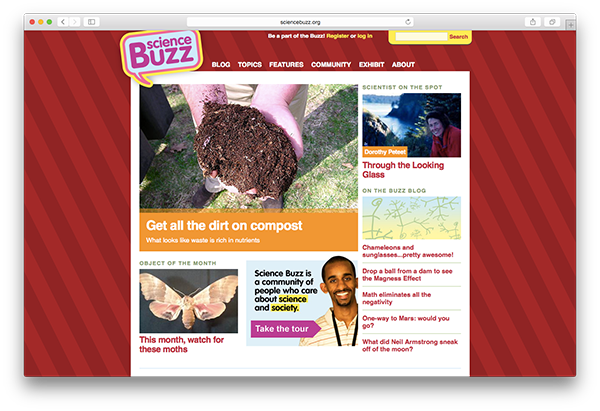 sciencebuzz.org
science
BUZZ
Be a part of the Buzz! Register or log in
Search
BLOG TOPICS FEATURES COMMUNITY EXHIBIT ABOUT
Get all the dirt on compost
What looks like waste is rich in nutrients
OBJECT OF THE MONTH
This month, watch for
these moths
Science Buzz is
a community of
people who care
about science
and society.
Take the tour
SCIENTIST ON THE SPOT
Dorothy Peteet
Through the Looking
Glass
ON THE BUZZ BLOG
Chameleons and
sunglasses...pretty awesome!
Drop a ball from a dam to see
the Magness Effect
Math eliminates all the
negativity
One-way to Mars: would you
go?
What did Neil Armstrong sneak
off of the moon?